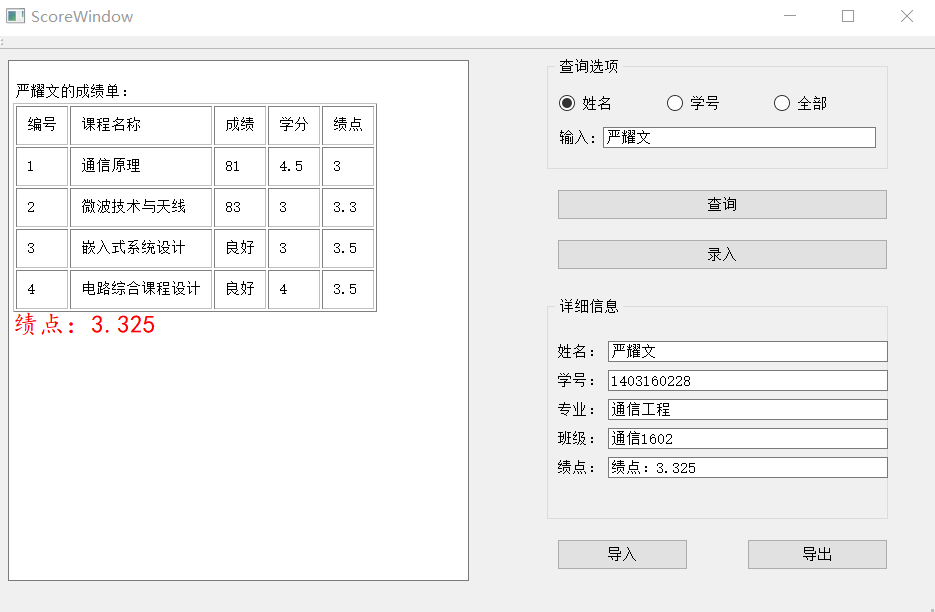 ScoreWindow
严耀文的成绩单：
编号 课程名称 成绩 学分 绩点
1 通信原理 81 4.5 3
2 微波技术与天线 83 3 3.3
3 嵌入式系统设计 良好 3 3.5
4 电路综合课程设计 良好 4 3.5
绩点：3.325
查询选项
姓名 学号 全部
输入：严耀文
查询
录入
详细信息
姓名：严耀文
学号：1403160228
专业：通信工程
班级：通信1602
绩点：绩点：3.325
导入 导出